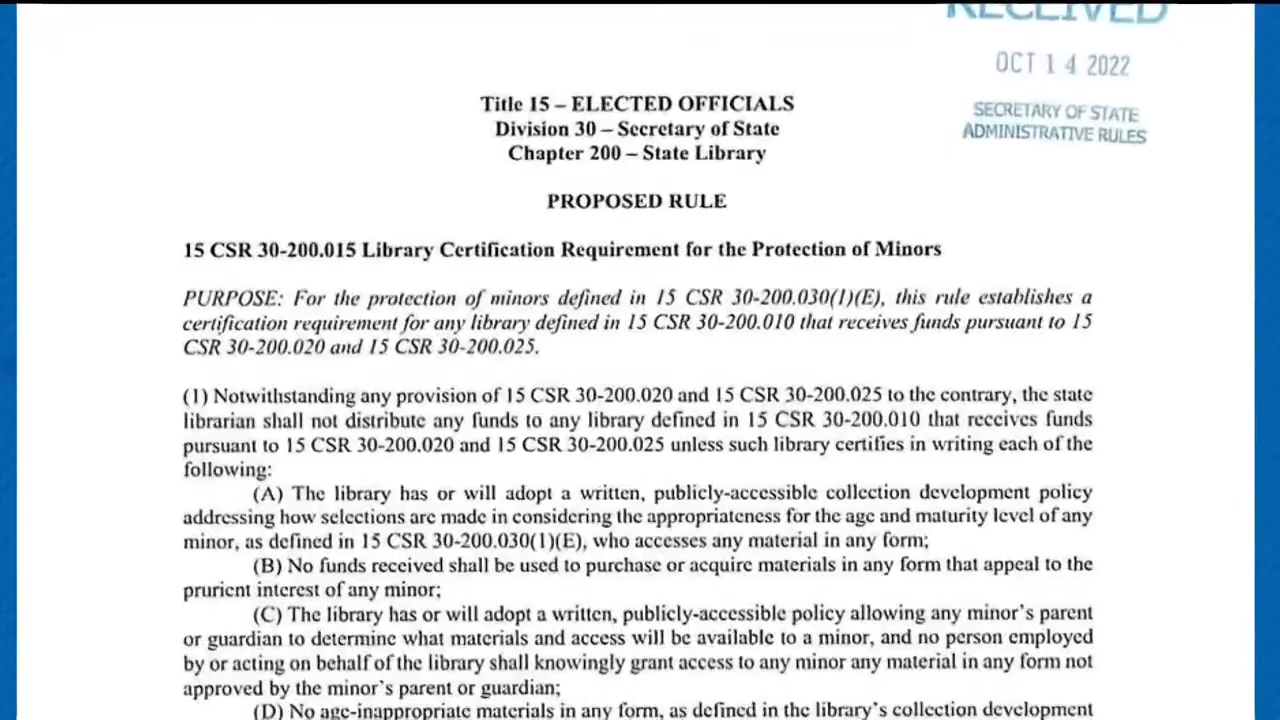 RECEIVED
OCT 14 2022
SECRETARY OF STATE
ADMINISTRATIVE RULES
Title 15 – ELECTED OFFICIALS
Division 30 – Secretary of State
Chapter 200 – State Library
PROPOSED RULE
15 CSR 30-200.015 Library Certification Requirement for the Protection of Minors
PURPOSE: For the protection of minors defined in 15 CSR 30-200.030(1)(E), this rule establishes a
certification requirement for any library defined in 15 CSR 30-200.010 that receives funds pursuant to 15
CSR 30-200.020 and 15 CSR 30-200.025.
(1) Notwithstanding any provision of 15 CSR 30-200.020 and 15 CSR 30-200.025 to the contrary, the state
librarian shall not distribute any funds to any library defined in 15 CSR 30-200.010 that receives funds
pursuant to 15 CSR 30-200.020 and 15 CSR 30-200.025 unless such library certifies in writing each of the
following:
(A) The library has or will adopt a written, publicly-accessible collection development policy
addressing how selections are made in considering the appropriateness for the age and maturity level of any
minor, as defined in 15 CSR 30-200.030(1)(E), who accesses any material in any form;
(B) No funds received shall be used to purchase or acquire materials in any form that appeal to the
prurient interest of any minor;
(C) The library has or will adopt a written, publicly-accessible policy allowing any minor's parent
or guardian to determine what materials and access will be available to a minor, and no person employed
by or acting on behalf of the library shall knowingly grant access to any minor any material in any form not
approved by the minor's parent or guardian;
(D) No age-inappropriate materials in any form, as defined in the library's collection development